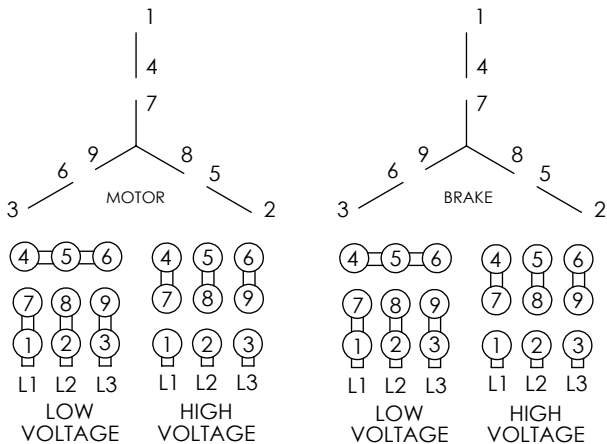 1 1
4 4
7 7
9 8 9 8
6 5 6 5
MOTOR BRAKE
3 2 3 2
4 5 6 4 5 6 4 5 6 4 5 6
7 8 9 7 8 9 7 8 9 7 8 9
1 2 3 1 2 3 1 2 3 1 2 3
L1 L2 L3 L1 L2 L3 L1 L2 L3 L1 L2 L3
LOW HIGH LOW HIGH
VOLTAGE VOLTAGE VOLTAGE VOLTAGE